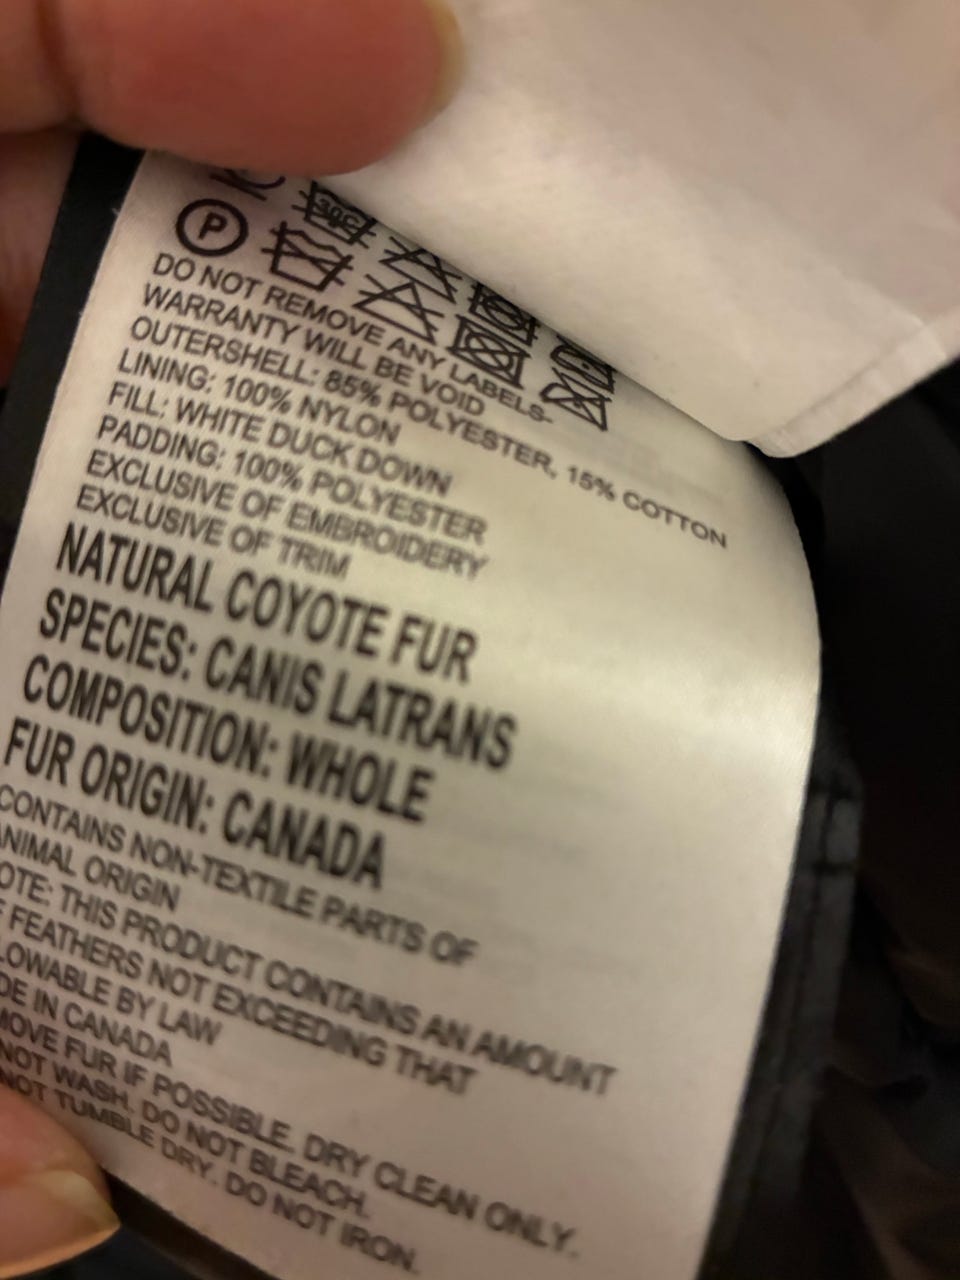 30C
P
DO NOT REMOVE ANY LABELS-
WARRANTY WILL BE VOID
OUTERSHELL: 85% POLYESTER, 15% COTTON
LINING: 100% NYLON
FILL: WHITE DUCK DOWN
PADDING: 100% POLYESTER
EXCLUSIVE OF EMBROIDERY
EXCLUSIVE OF TRIM
NATURAL COYOTE FUR
SPECIES: CANIS LATRANS
COMPOSITION: WHOLE
FUR ORIGIN: CANADA
CONTAINS NON-TEXTILE PARTS OF
ANIMAL ORIGIN
OTE: THIS PRODUCT CONTAINS AN AMOUNT
F FEATHERS NOT EXCEEDING THAT
LOWABLE BY LAW
DE IN CANADA
MOVE FUR IF POSSIBLE. DRY CLEAN ONLY.
NOT WASH. DO NOT BLEACH.
NOT TUMBLE DRY. DO NOT IRON.